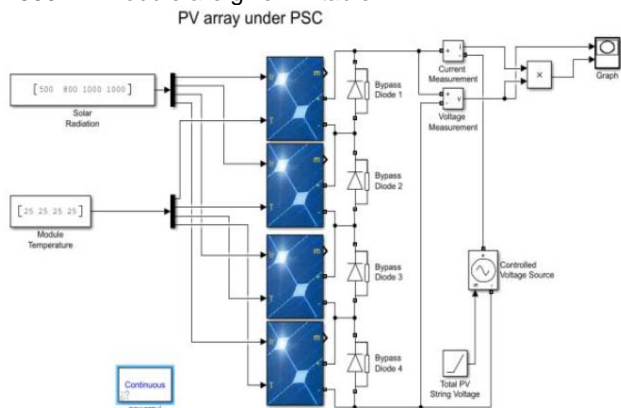 PV array under PSC
[500 800 1000 1000]
Solar
Radiation
[25 25 25 25]
Module
Temperature
Continuous
Bypass
Diode 1
Bypass
Diode 2
Bypass
Diode 3
Bypass
Diode 4
Current
Measurement
Voltage
Measurement
×
Graph
Controlled
Voltage Source
Total PV
String Voltage